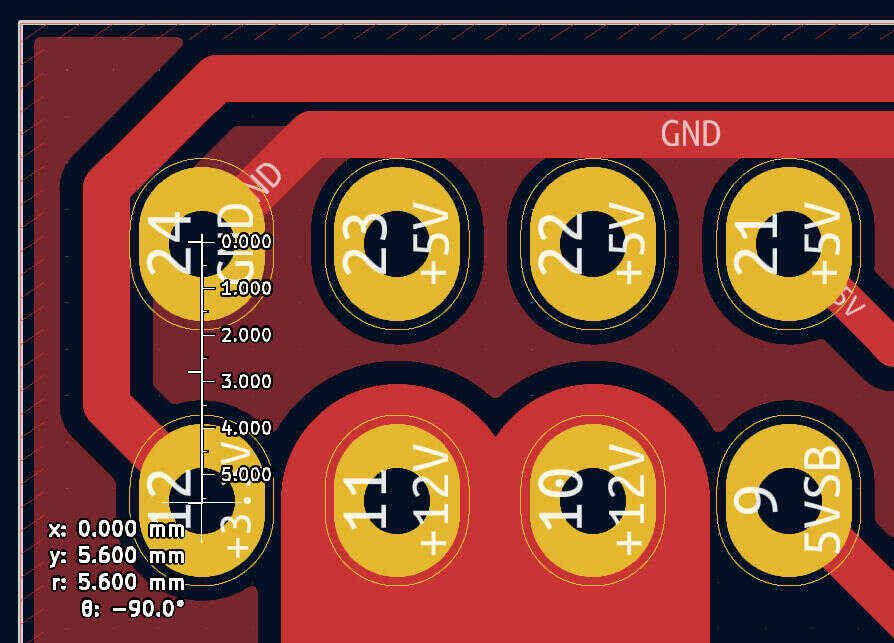 GND
GND
24
GND
23
+5V
22
+5V
21
+5V
0.000
1.000
2.000
3.000
4.000
5.000
12
+3.
V
11
+12V
10
+12V
9
5VSB
x: 0.000 mm
y: 5.600 mm
r: 5.600 mm
θ: -90.0°